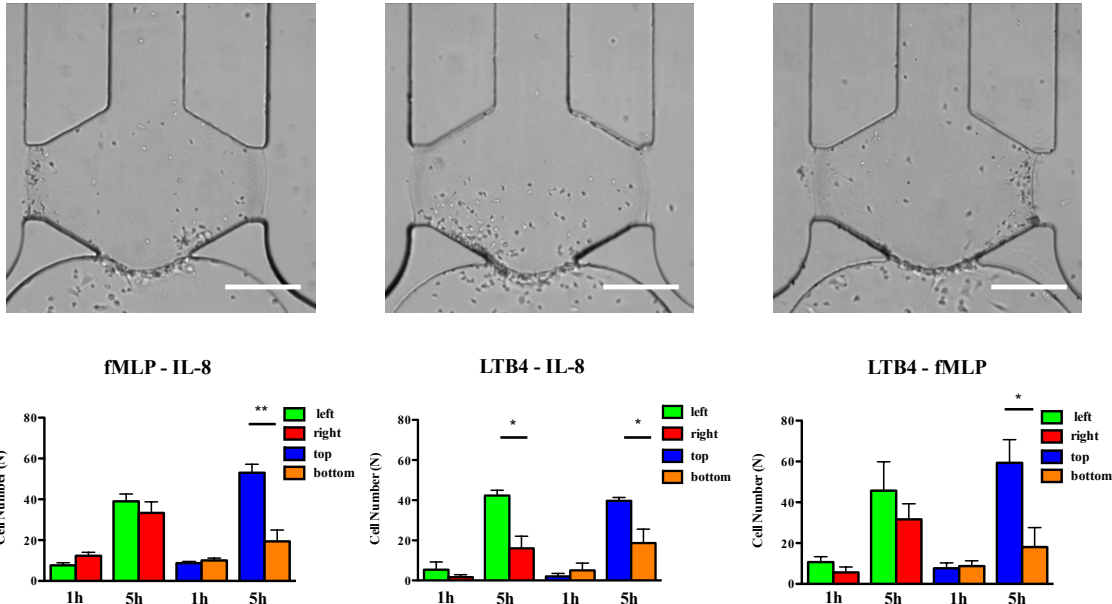 fMLP - IL-8
80
60
40
20
0
Cell Number (N)
**
left
right
top
bottom
1h 5h 1h 5h
LTB4 - IL-8
80
60
40
20
0
Cell Number (N)
*
*
left
right
top
bottom
1h 5h 1h 5h
LTB4 - fMLP
80
60
40
20
0
Cell Number (N)
*
left
right
top
bottom
1h 5h 1h 5h